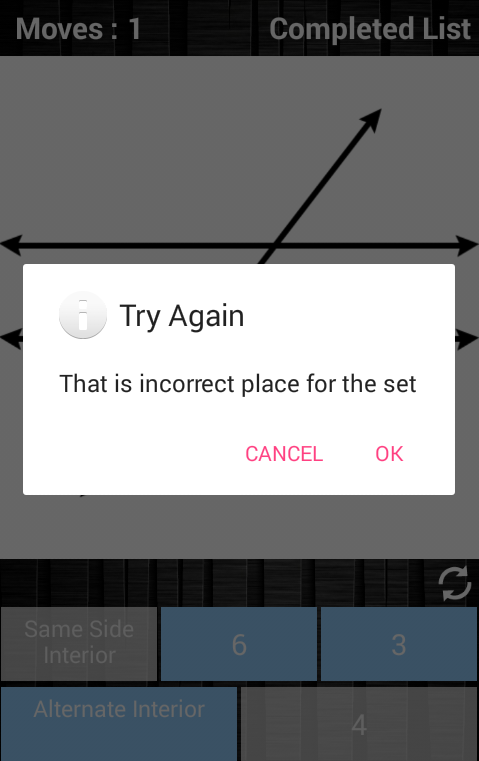 Moves : 1
Completed List
Try Again
That is incorrect place for the set
CANCEL
OK
Same Side
Interior
6
3
Alternate Interior
4